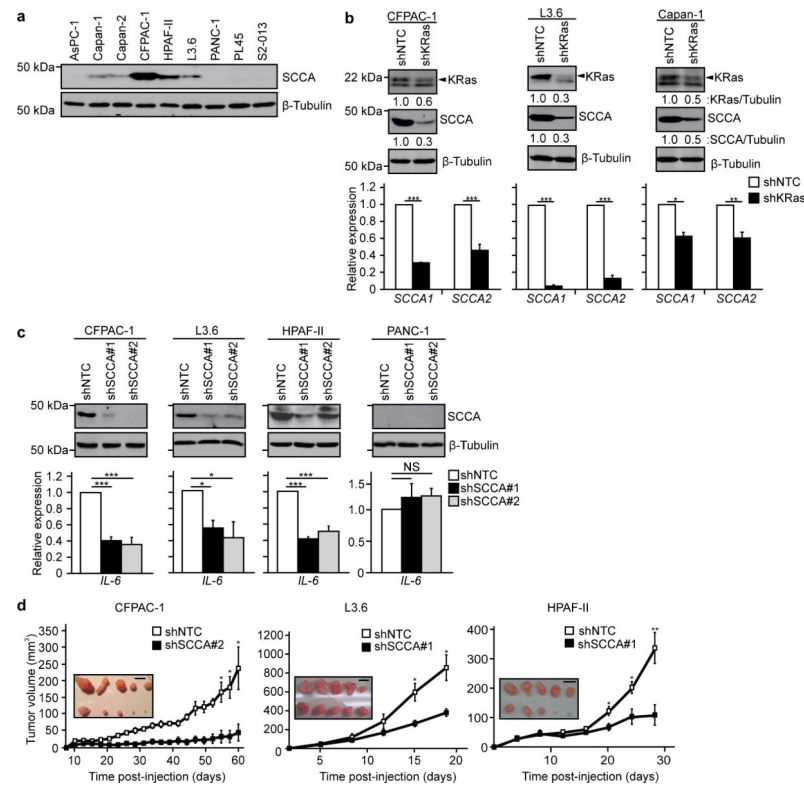 a
AsPC-1
Capan-1
Capan-2
CFPAC-1
HPAF-II
L3.6
PANC-1
PL45
S2-013
50 kDa
SCCA
50 kDa
β-Tubulin
b
CFPAC-1
L3.6
Capan-1
shNTC
shKRas
shNTC
shKRas
shNTC
shKRas
22 kDa
KRas
KRas
KRas
1.0 0.6
1.0 0.3
1.0 0.5 :KRas/Tubulin
50 kDa
SCCA
SCCA
SCCA
1.0 0.3
1.0 0.3
1.0 0.5 :SCCA/Tubulin
50 kDa
β-Tubulin
β-Tubulin
β-Tubulin
shNTC
shKRas
Relative expression
1.2
1.0
0.8
0.6
0.4
0.2
0
***
***
***
***
*
**
SCCA1 SCCA2
SCCA1 SCCA2
SCCA1 SCCA2
c
CFPAC-1
L3.6
HPAF-II
PANC-1
shNTC
shSCCA#1
shSCCA#2
shNTC
shSCCA#1
shSCCA#2
shNTC
shSCCA#1
shSCCA#2
shNTC
shSCCA#1
shSCCA#2
50 kDa
SCCA
50 kDa
β-Tubulin
Relative expression
1.2
1.0
0.8
0.6
0.4
0.2
0
***
***
*
*
***
***
NS
1.5
1.0
0.5
0
shNTC
shSCCA#1
shSCCA#2
IL-6
IL-6
IL-6
IL-6
d
CFPAC-1
L3.6
HPAF-II
Tumor volume (mm³)
350
300
250
200
150
100
50
0
shNTC
shSCCA#2
*
*
*
10 20 30 40 50 60
Time post-injection (days)
1200
1000
800
600
400
200
0
shNTC
shSCCA#1
*
*
5 10 15 20
Time post-injection (days)
400
300
200
100
0
shNTC
shSCCA#1
*
*
**
10 20 30
Time post-injection (days)